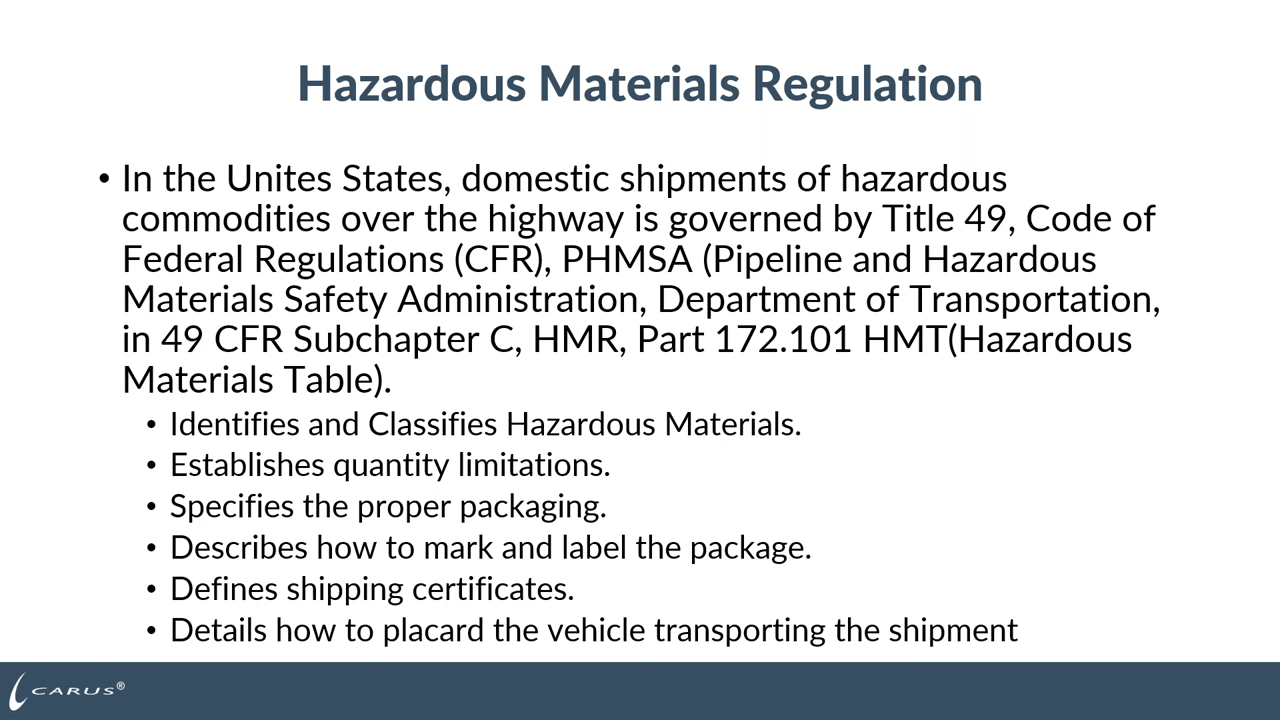 Hazardous Materials Regulation
• In the Unites States, domestic shipments of hazardous
commodities over the highway is governed by Title 49, Code of
Federal Regulations (CFR), PHMSA (Pipeline and Hazardous
Materials Safety Administration, Department of Transportation,
in 49 CFR Subchapter C, HMR, Part 172.101 HMT(Hazardous
Materials Table).
• Identifies and Classifies Hazardous Materials.
• Establishes quantity limitations.
• Specifies the proper packaging.
• Describes how to mark and label the package.
• Defines shipping certificates.
• Details how to placard the vehicle transporting the shipment
CARUS®